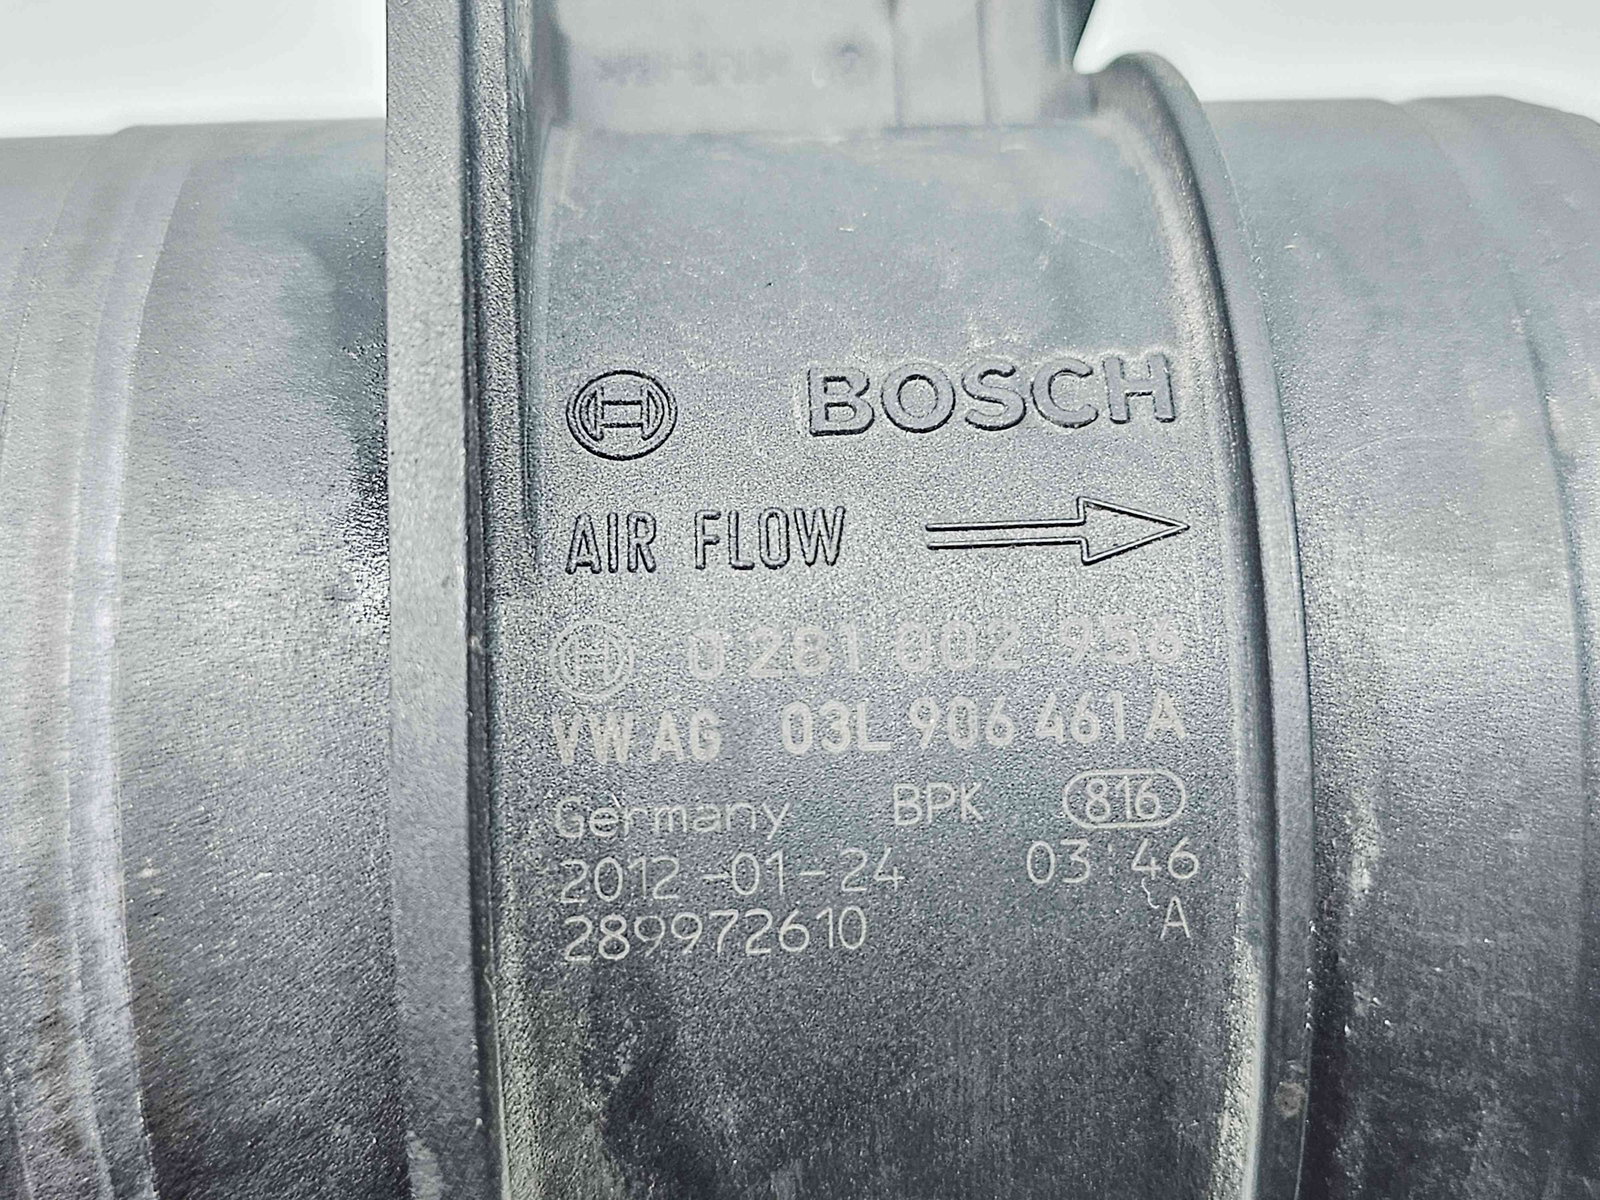 BOSCH
AIR FLOW
0 281 002 956
VW AG 03L 906 461 A
Germany BPK 816
2012-01-24 03:46
289972610 A